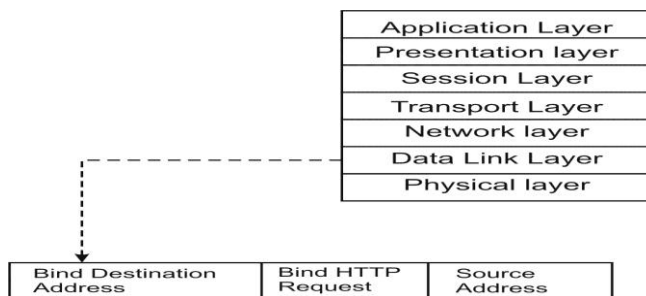 Application Layer
Presentation layer
Session Layer
Transport Layer
Network layer
Data Link Layer
Physical layer
Bind Destination
Address
Bind HTTP
Request
Source
Address